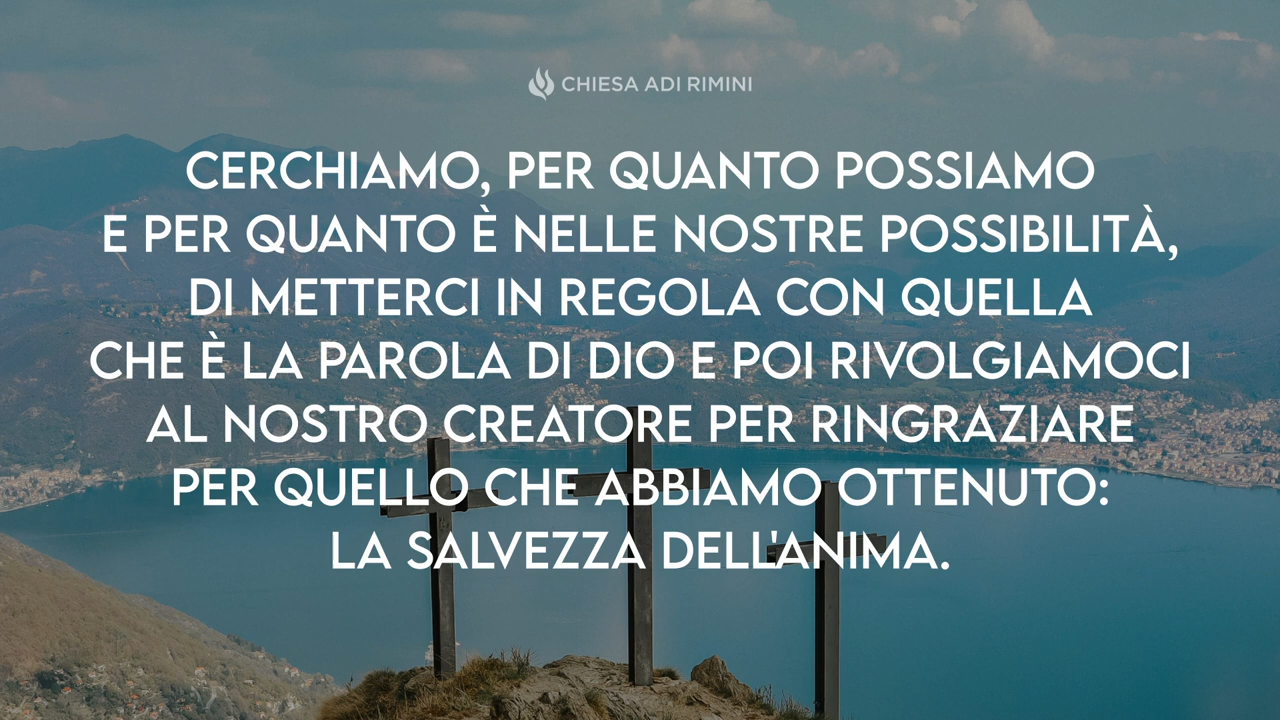 CHIESA ADI RIMINI
CERCHIAMO, PER QUANTO POSSIAMO
E PER QUANTO È NELLE NOSTRE POSSIBILITÀ,
DI METTERCI IN REGOLA CON QUELLA
CHE È LA PAROLA DI DIO E POI RIVOLGIAMOCI
AL NOSTRO CREATORE PER RINGRAZIARE
PER QUELLO CHE ABBIAMO OTTENUTO:
LA SALVEZZA DELL'ANIMA.